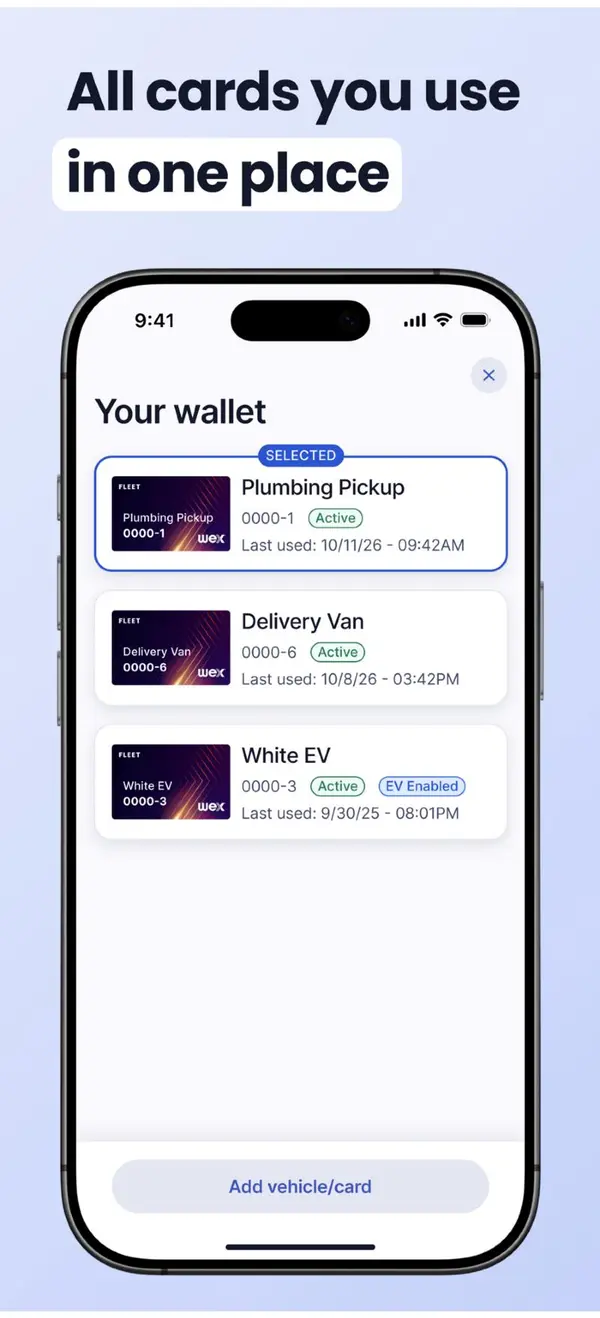 All cards you use
in one place
9:41
Your wallet
SELECTED
FLEET
Plumbing Pickup
0000-1
wex
Plumbing Pickup
0000-1 Active
Last used: 10/11/26 - 09:42AM
FLEET
Delivery Van
0000-6
wex
Delivery Van
0000-6 Active
Last used: 10/8/26 - 03:42PM
FLEET
White EV
0000-3
wex
White EV
0000-3 Active EV Enabled
Last used: 9/30/25 - 08:01PM
Add vehicle/card